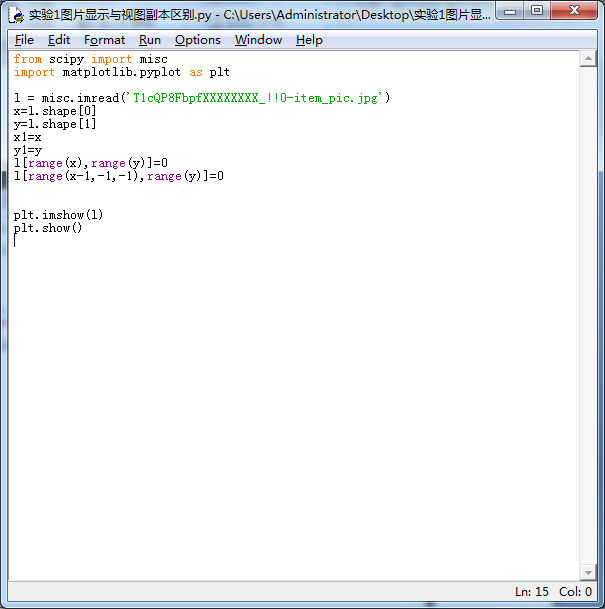 实验1图片显示与视图副本区别.py - C:\Users\Administrator\Desktop\实验1图片显...
File Edit Format Run Options Window Help
from scipy import misc
import matplotlib.pyplot as plt
l = misc.imread('T1cQP8FbpfXXXXXXXX_!!0-item_pic.jpg')
x=l.shape[0]
y=l.shape[1]
x1=x
y1=y
l[range(x),range(y)]=0
l[range(x-1,-1,-1),range(y)]=0
plt.imshow(l)
plt.show()
Ln: 15 Col: 0